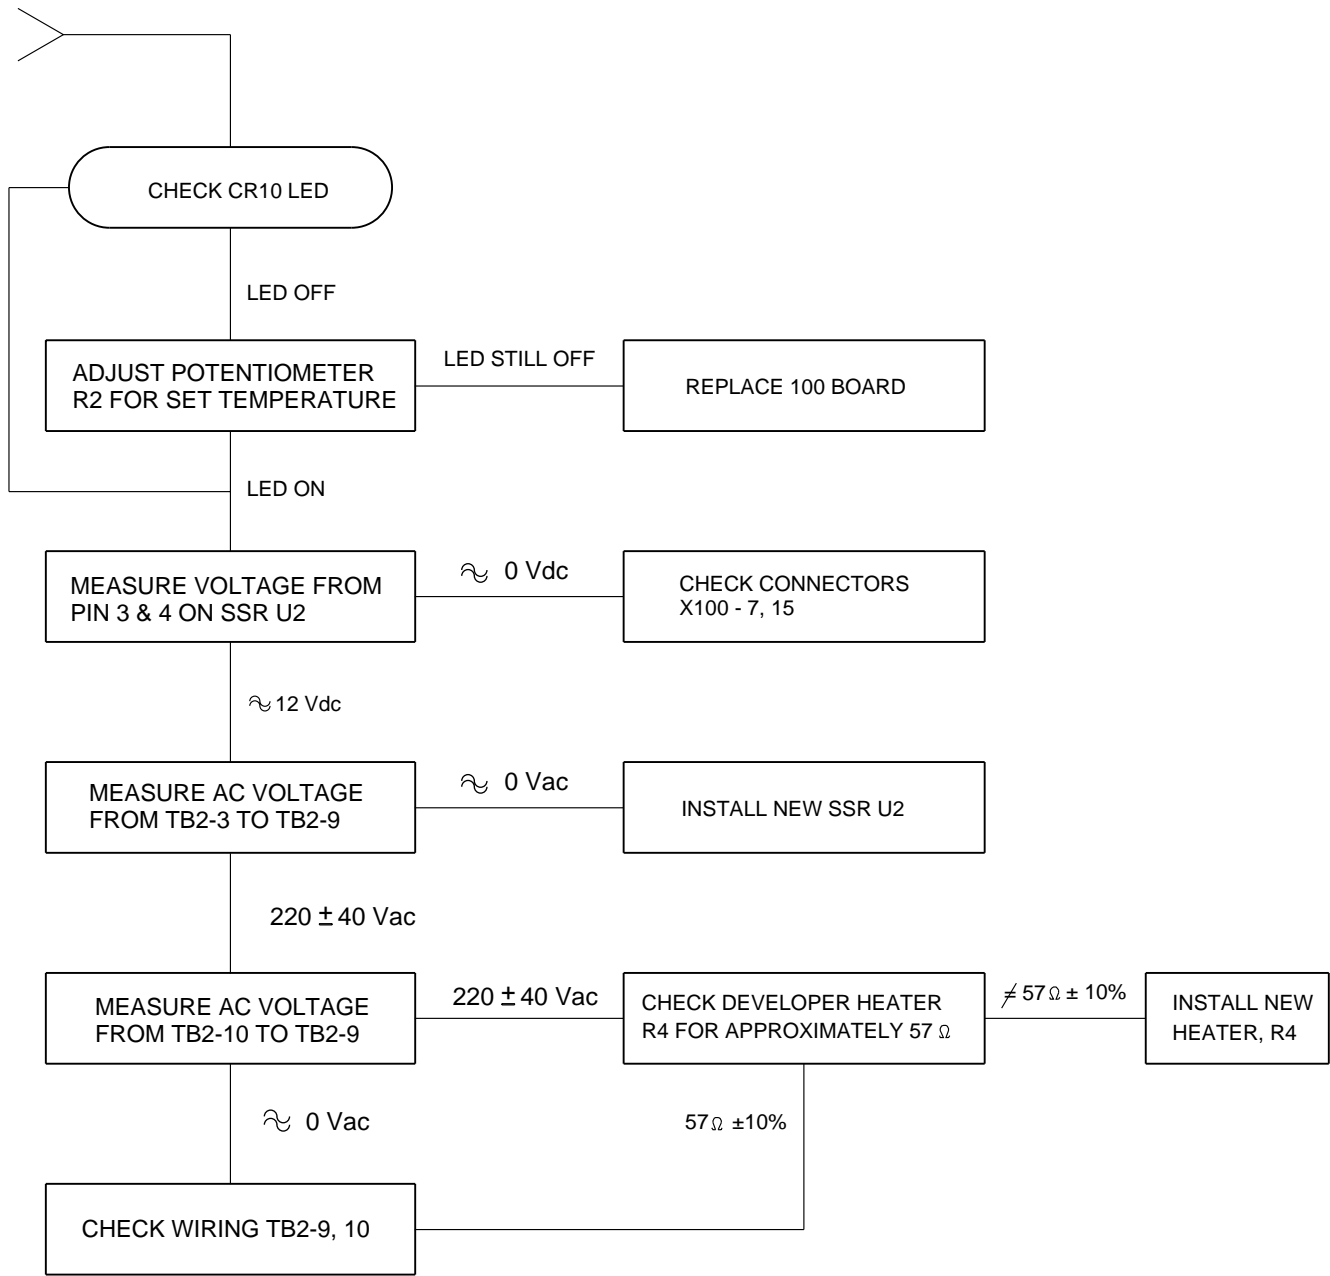 CHECK CR10 LED
LED OFF
ADJUST POTENTIOMETER
R2 FOR SET TEMPERATURE
LED STILL OFF
REPLACE 100 BOARD
LED ON
MEASURE VOLTAGE FROM
PIN 3 & 4 ON SSR U2
≈ 0 Vdc
CHECK CONNECTORS
X100 - 7, 15
≈ 12 Vdc
MEASURE AC VOLTAGE
FROM TB2-3 TO TB2-9
≈ 0 Vac
INSTALL NEW SSR U2
220 ± 40 Vac
MEASURE AC VOLTAGE
FROM TB2-10 TO TB2-9
220 ± 40 Vac
CHECK DEVELOPER HEATER
R4 FOR APPROXIMATELY 57 Ω
≠ 57 Ω ± 10%
INSTALL NEW
HEATER, R4
≈ 0 Vac
57 Ω ±10%
CHECK WIRING TB2-9, 10